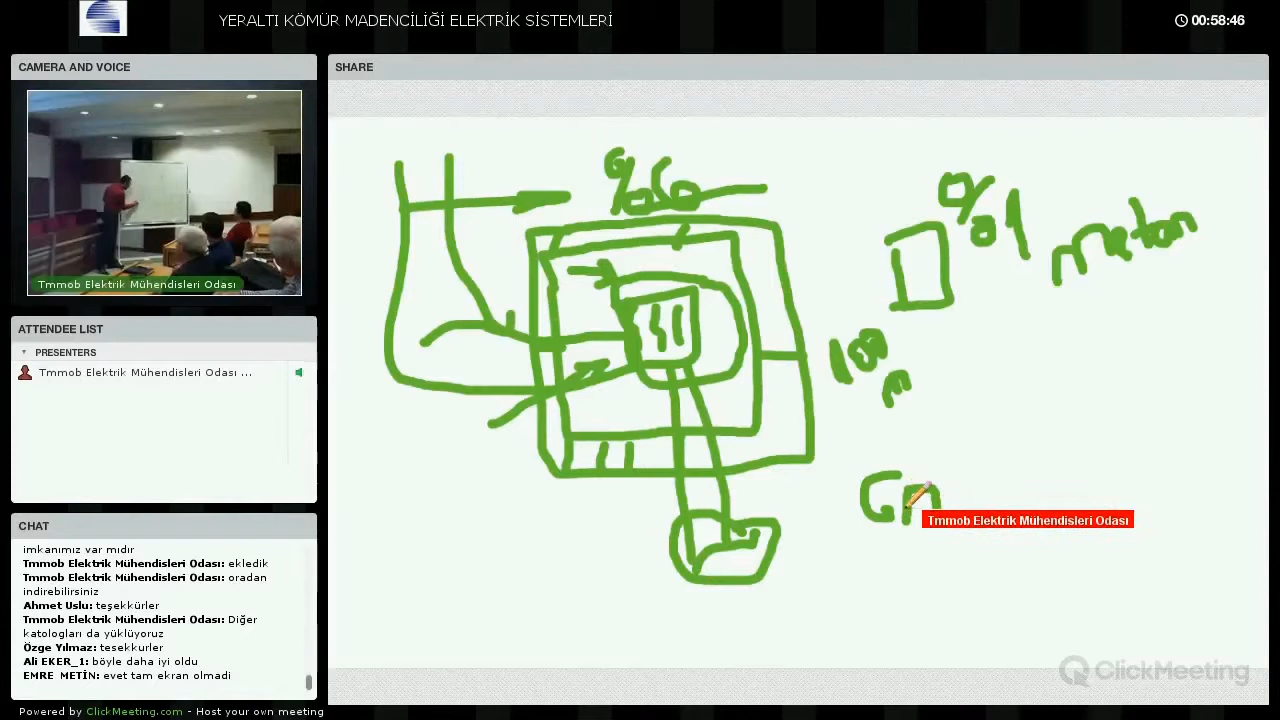 YERALTI KÖMÜR MADENCİLİĞİ ELEKTRİK SİSTEMLERİ
00:58:46
CAMERA AND VOICE
Tmmob Elektrik Mühendisleri Odası
ATTENDEE LIST
PRESENTERS
Tmmob Elektrik Mühendisleri Odası ...
CHAT
imkanımız var mıdır
Tmmob Elektrik Mühendisleri Odası: ekledik
Tmmob Elektrik Mühendisleri Odası: oradan
indirebilirsiniz
Ahmet Uslu: teşekkürler
Tmmob Elektrik Mühendisleri Odası: Diğer
katologları da yüklüyoruz
Özge Yılmaz: tesekkurler
Ali EKER_1: böyle daha iyi oldu
EMRE METİN: evet tam ekran olmadi
Powered by ClickMeeting.com - Host your own meeting
SHARE
%60
%1
metan
100
m
Tmmob Elektrik Mühendisleri Odası
ClickMeeting